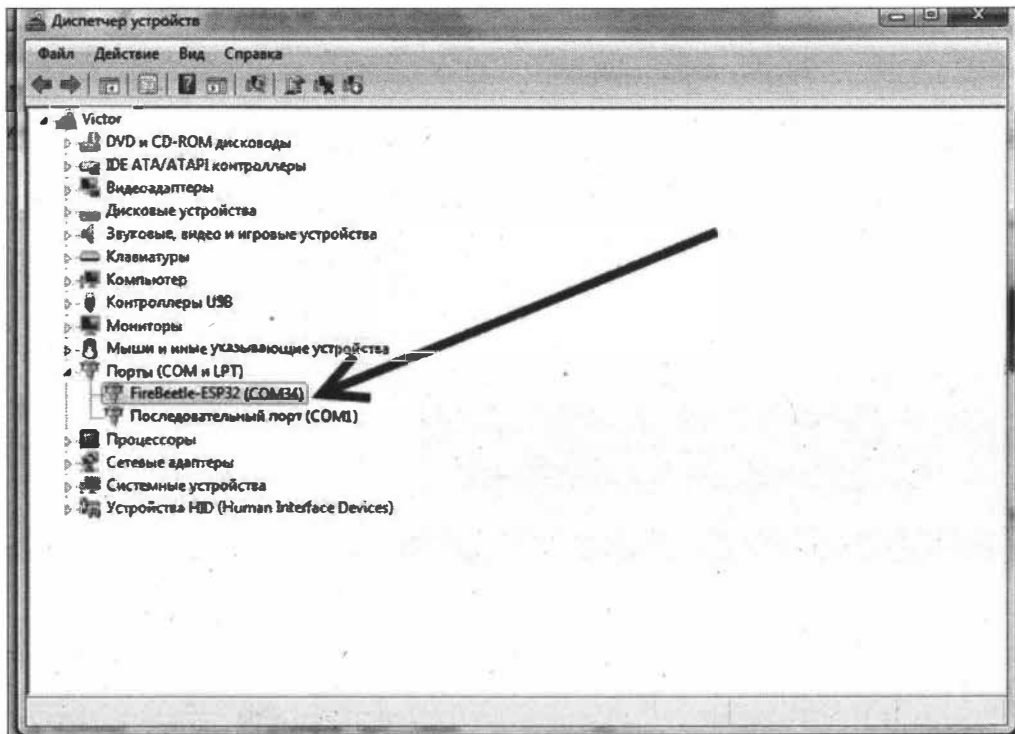 Диспетчер устройств
Файл Действие Вид Справка
Victor
DVD и CD-ROM дисководы
IDE ATA/ATAPI контроллеры
Видеоадаптеры
Дисковые устройства
Звуковые, видео и игровые устройства
Клавиатуры
Компьютер
Контроллеры USB
Мониторы
Мыши и иные указывающие устройства
Порты (COM и LPT)
FireBeetle-ESP32 (COM34)
Последовательный порт (COM1)
Процессоры
Сетевые адаптеры
Системные устройства
Устройства HID (Human Interface Devices)